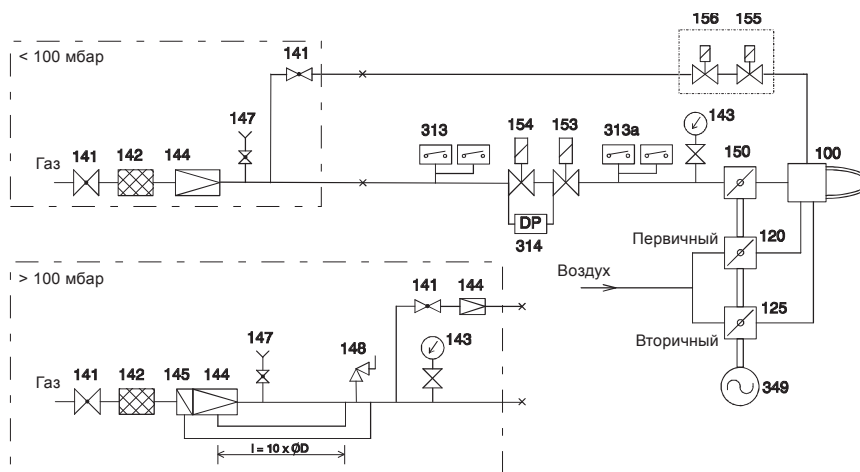 156 155
< 100 мбар
141
147
143
313 154 153 313a
Газ 141 142 144
150 100
DP
314
Первичный 120
> 100 мбар
141 144
Воздух
125
147 148 143
Вторичный
Газ 141 142 145 144
349
l = 10 x ØD